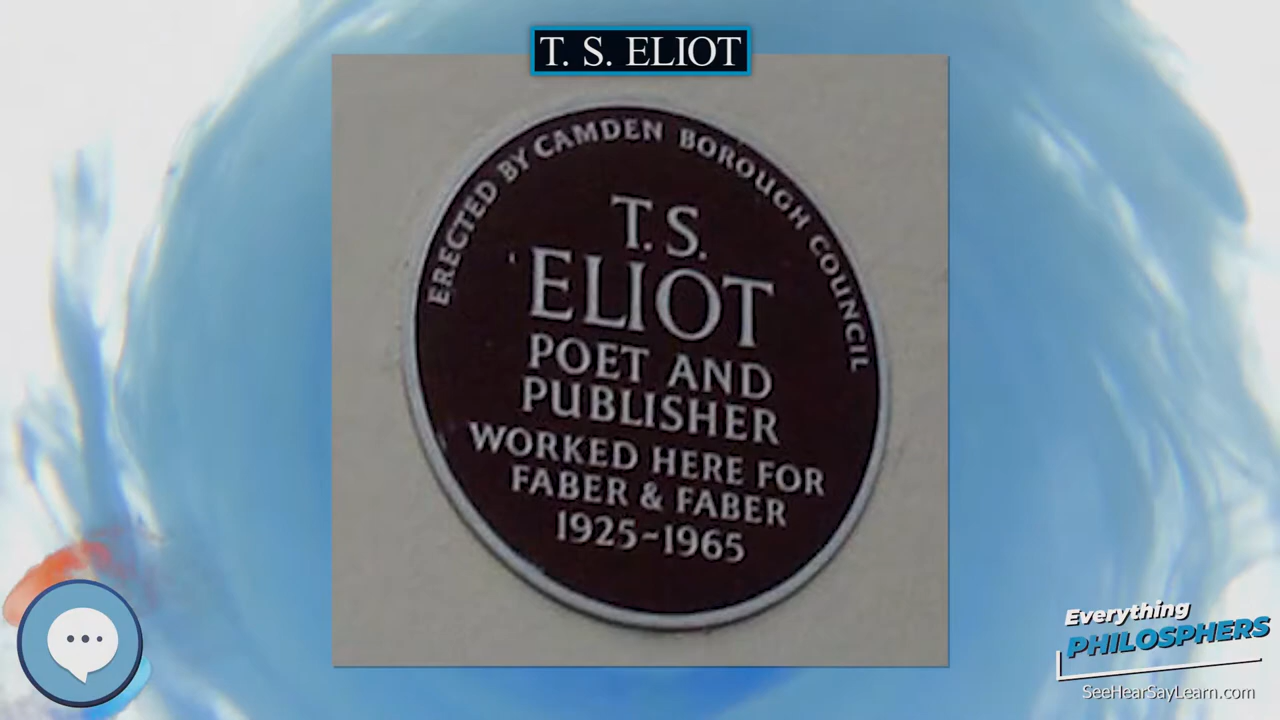 T. S. ELIOT
ERECTED BY CAMDEN BOROUGH COUNCIL
T. S.
ELIOT
POET AND
PUBLISHER
WORKED HERE FOR
FABER & FABER
1925~1965
Everything
PHILOSPHERS
SeeHearSayLearn.com